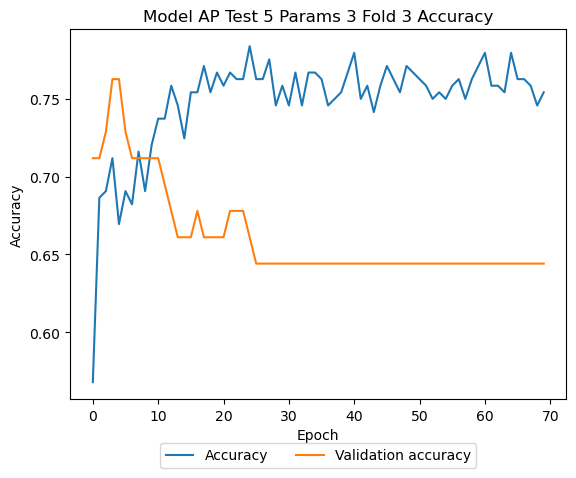 Model AP Test 5 Params 3 Fold 3 Accuracy
Accuracy
0.75
0.70
0.65
0.60
0 10 20 30 40 50 60 70
Epoch
Accuracy Validation accuracy